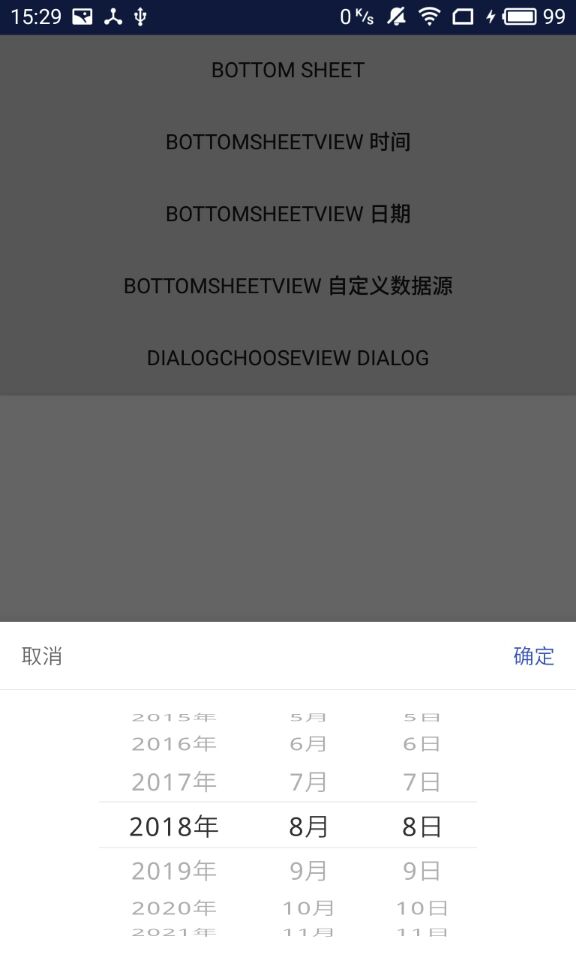 15:29 0 K/s 99
BOTTOM SHEET
BOTTOMSHEETVIEW 时间
BOTTOMSHEETVIEW 日期
BOTTOMSHEETVIEW 自定义数据源
DIALOGCHOOSEVIEW DIALOG
取消 确定
2015年 5月 5日
2016年 6月 6日
2017年 7月 7日
2018年 8月 8日
2019年 9月 9日
2020年 10月 10日
2021年 11月 11日